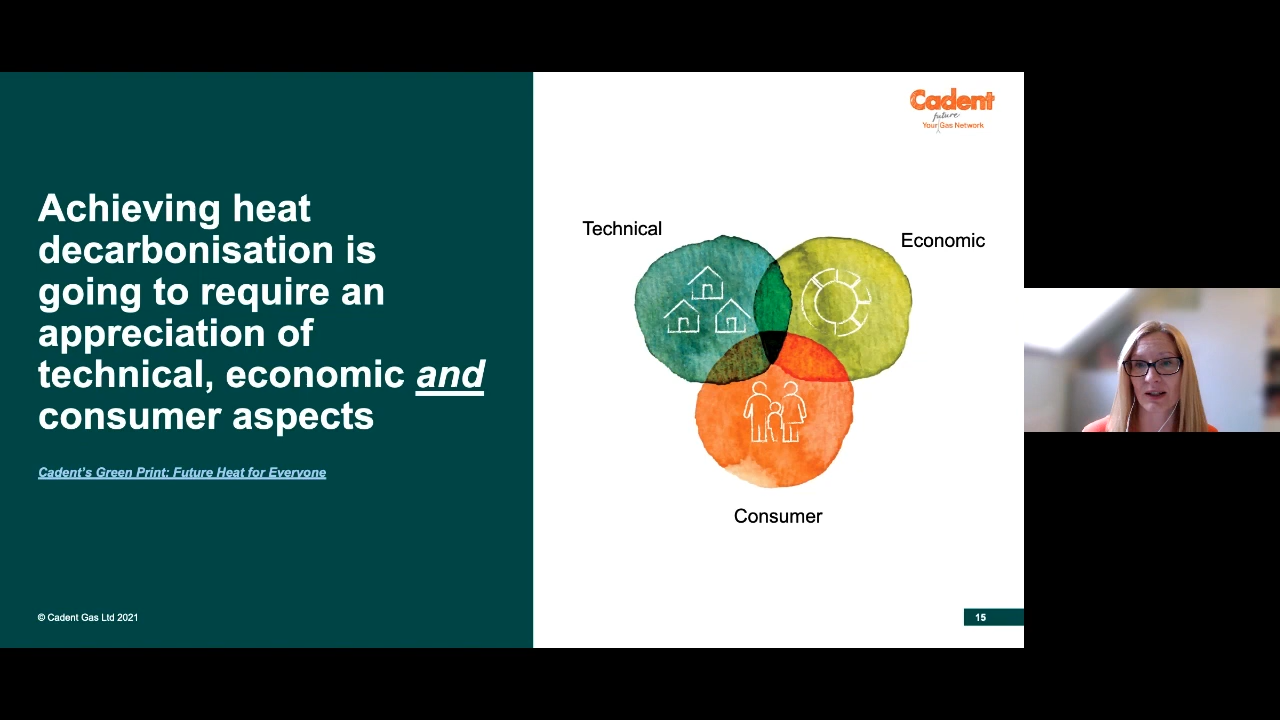 Achieving heat
decarbonisation is
going to require an
appreciation of
technical, economic and
consumer aspects
Cadent's Green Print: Future Heat for Everyone
© Cadent Gas Ltd 2021
Cadent
future
Your Gas Network
Technical
Economic
Consumer
15